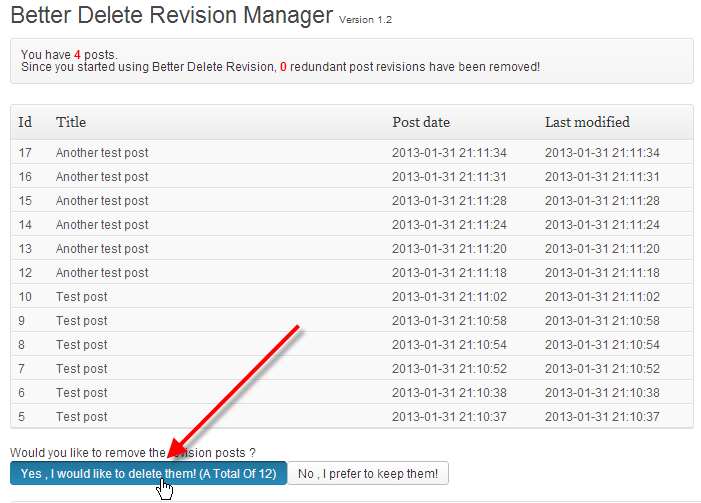 Better Delete Revision Manager Version 1.2
You have 4 posts.
Since you started using Better Delete Revision, 0 redundant post revisions have been removed!
Id Title Post date Last modified
17 Another test post 2013-01-31 21:11:34 2013-01-31 21:11:34
16 Another test post 2013-01-31 21:11:31 2013-01-31 21:11:31
15 Another test post 2013-01-31 21:11:28 2013-01-31 21:11:28
14 Another test post 2013-01-31 21:11:24 2013-01-31 21:11:24
13 Another test post 2013-01-31 21:11:20 2013-01-31 21:11:20
12 Another test post 2013-01-31 21:11:18 2013-01-31 21:11:18
10 Test post 2013-01-31 21:11:02 2013-01-31 21:11:02
9 Test post 2013-01-31 21:10:58 2013-01-31 21:10:58
8 Test post 2013-01-31 21:10:54 2013-01-31 21:10:54
7 Test post 2013-01-31 21:10:52 2013-01-31 21:10:52
6 Test post 2013-01-31 21:10:38 2013-01-31 21:10:38
5 Test post 2013-01-31 21:10:37 2013-01-31 21:10:37
Would you like to remove the revision posts ?
Yes , I would like to delete them! (A Total Of 12) No , I prefer to keep them!